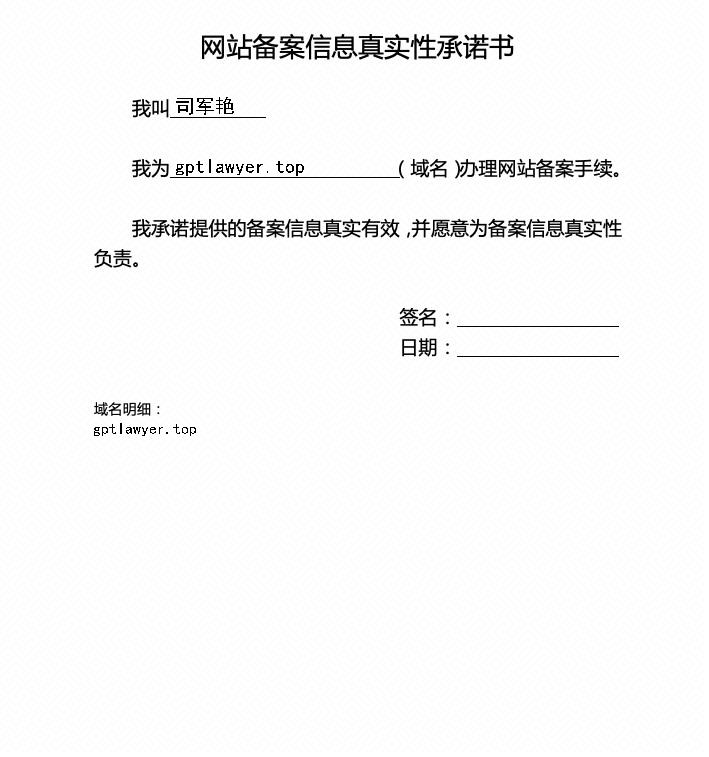 网站备案信息真实性承诺书
我叫司军艳
我为gptlawyer.top（域名）办理网站备案手续。
我承诺提供的备案信息真实有效，并愿意为备案信息真实性
负责。
签名：
日期：
域名明细：
gptlawyer.top